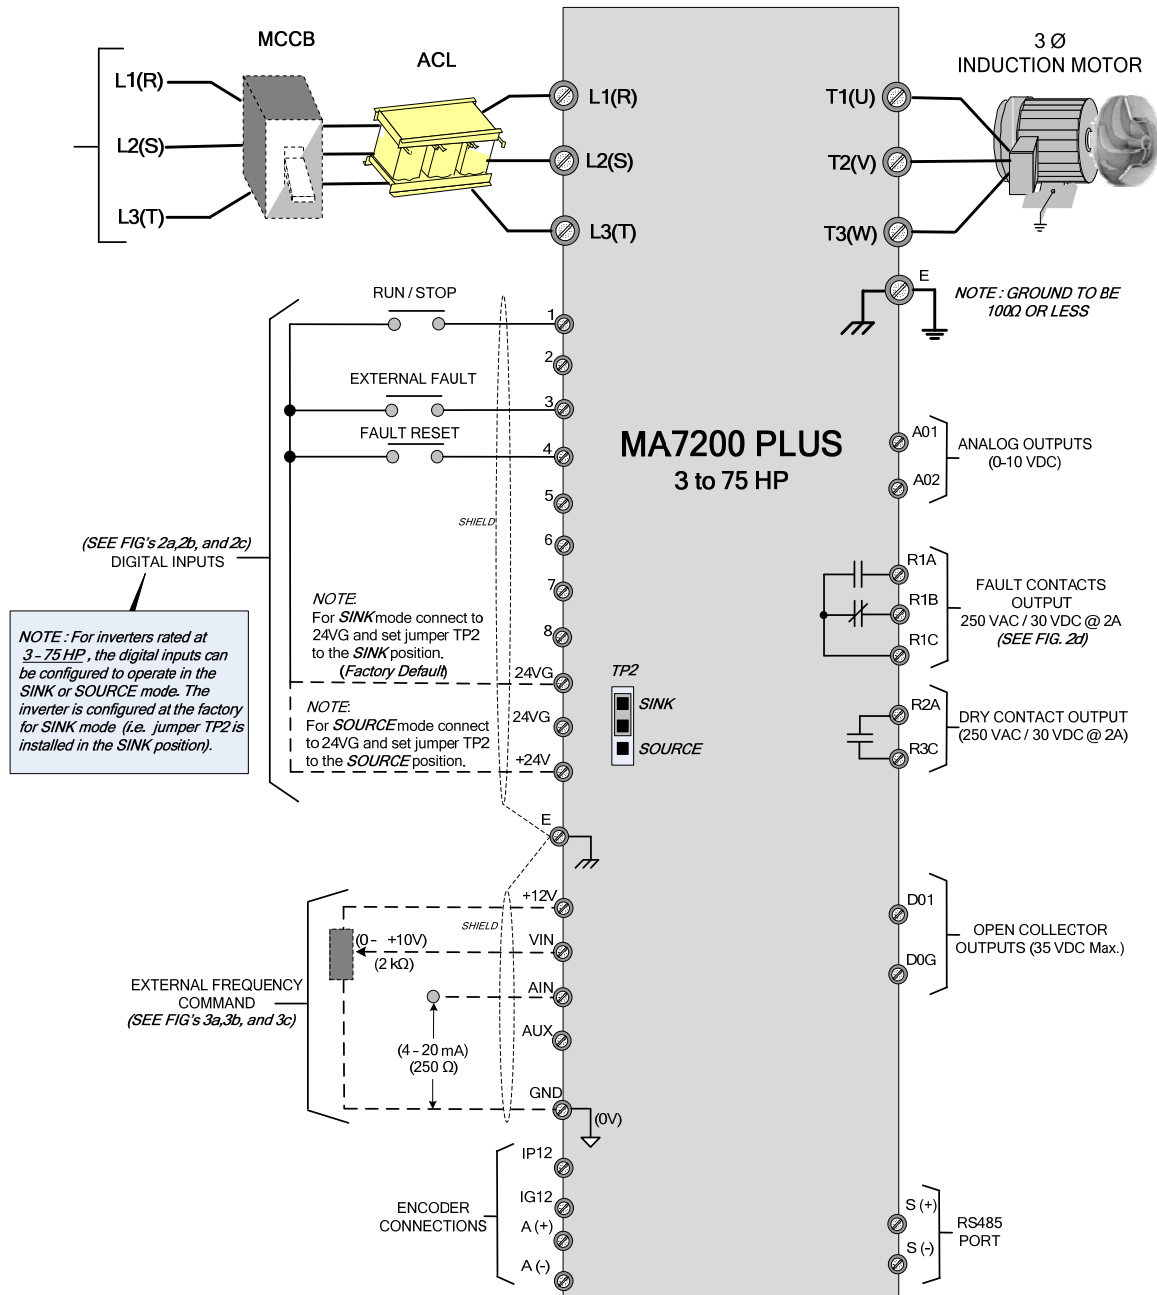 MCCB
ACL
3 Ø
INDUCTION MOTOR
L1(R)
L2(S)
L3(T)
L1(R)
L2(S)
L3(T)
T1(U)
T2(V)
T3(W)
E
NOTE : GROUND TO BE
100Ω OR LESS
RUN / STOP
1
2
EXTERNAL FAULT
3
FAULT RESET
4
5
SHIELD
6
7
8
MA7200 PLUS
3 to 75 HP
A01
A02
ANALOG OUTPUTS
(0-10 VDC)
(SEE FIG's 2a,2b, and 2c)
DIGITAL INPUTS
NOTE : For inverters rated at
3 - 75 HP , the digital inputs can
be configured to operate in the
SINK or SOURCE mode. The
inverter is configured at the factory
for SINK mode (i.e. jumper TP2 is
installed in the SINK position).
NOTE:
For SINK mode connect to
24VG and set jumper TP2
to the SINK position.
(Factory Default)
24VG
NOTE:
For SOURCE mode connect
to 24VG and set jumper TP2
to the SOURCE position.
24VG
+24V
TP2
SINK
SOURCE
R1A
R1B
R1C
FAULT CONTACTS
OUTPUT
250 VAC / 30 VDC @ 2A
(SEE FIG. 2d)
R2A
R3C
DRY CONTACT OUTPUT
(250 VAC / 30 VDC @ 2A)
E
+12V
SHIELD
(0 - +10V)
(2 kΩ)
VIN
AIN
AUX
(4 - 20 mA)
(250 Ω)
GND
(0V)
EXTERNAL FREQUENCY
COMMAND
(SEE FIG's 3a,3b, and 3c)
D01
D0G
OPEN COLLECTOR
OUTPUTS (35 VDC Max.)
IP12
IG12
A (+)
A (-)
ENCODER
CONNECTIONS
S (+)
S (-)
RS485
PORT